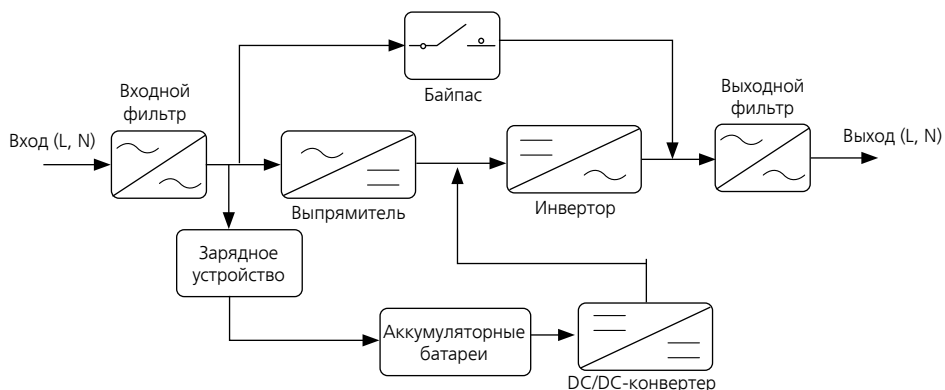 Байпас
Входной
фильтр
Выходной
фильтр
Вход (L, N)
Выход (L, N)
Выпрямитель
Инвертор
Зарядное
устройство
Аккумуляторные
батареи
DC/DC-конвертер